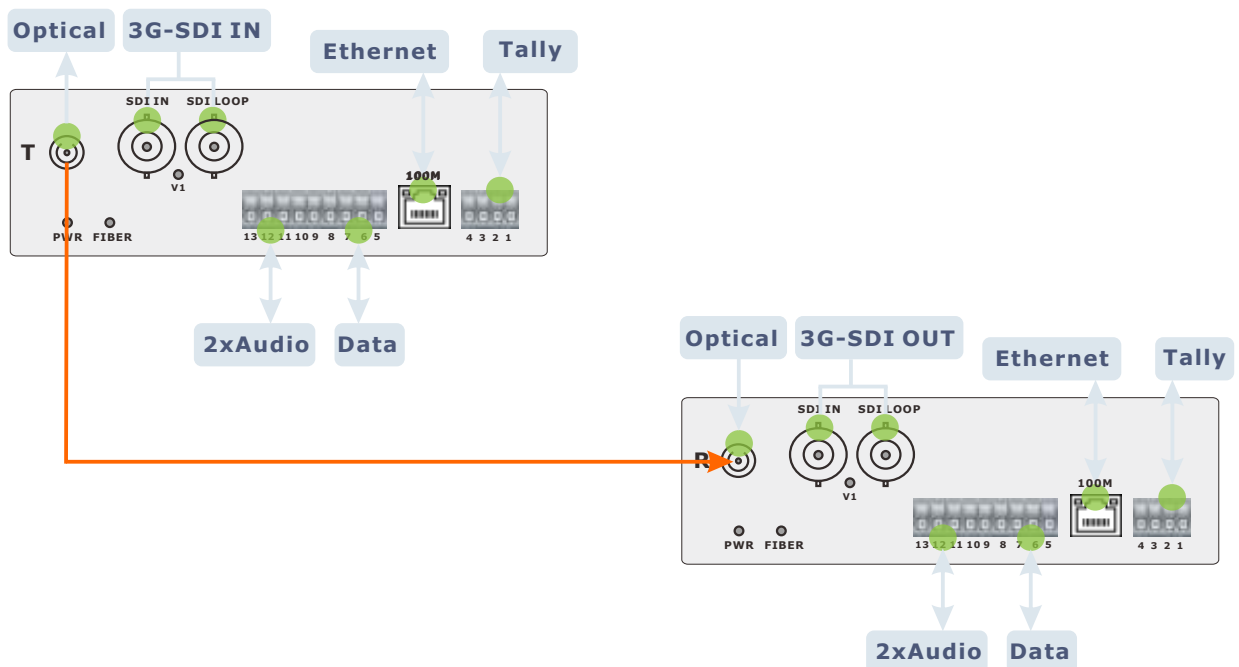 Optical 3G-SDI IN
Ethernet Tally
SDI IN SDI LOOP
T
V1
100M
PWR FIBER
13 12 11 10 9 8 7 6 5 4 3 2 1
2xAudio Data
Optical 3G-SDI OUT
Ethernet Tally
SDI IN SDI LOOP
R
V1
100M
PWR FIBER
13 12 11 10 9 8 7 6 5 4 3 2 1
2xAudio Data